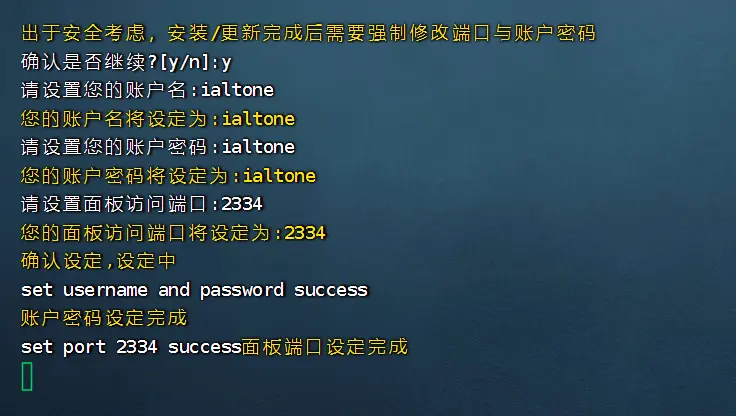 出于安全考虑，安装/更新完成后需要强制修改端口与账户密码
确认是否继续?[y/n]:y
请设置您的账户名:ialtone
您的账户名将设定为:ialtone
请设置您的账户密码:ialtone
您的账户密码将设定为:ialtone
请设置面板访问端口:2334
您的面板访问端口将设定为:2334
确认设定,设定中
set username and password success
账户密码设定完成
set port 2334 success面板端口设定完成